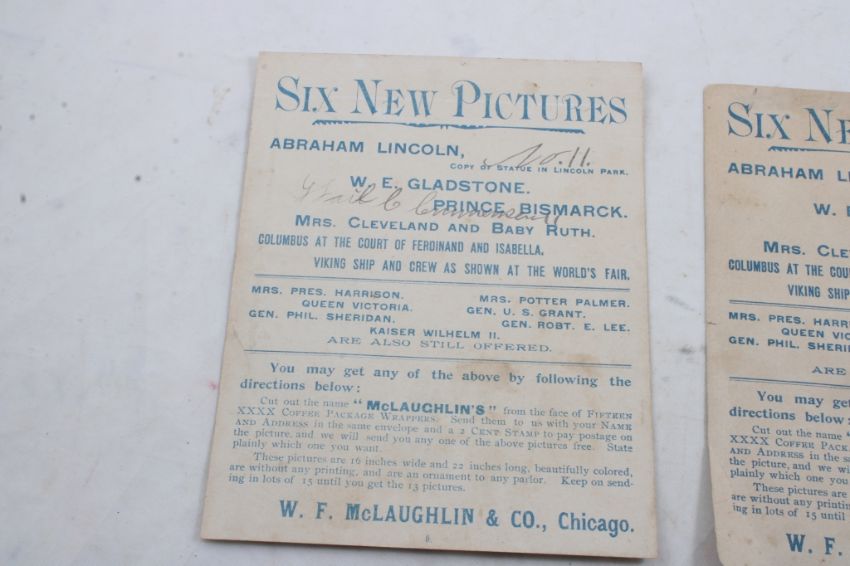 SIX NEW PICTURES
ABRAHAM LINCOLN,
No. 11.
COPY OF STATUE IN LINCOLN PARK.
W. E. GLADSTONE.
PRINCE BISMARCK.
MRS. CLEVELAND AND BABY RUTH.
COLUMBUS AT THE COURT OF FERDINAND AND ISABELLA.
VIKING SHIP AND CREW AS SHOWN AT THE WORLD'S FAIR.
MRS. PRES. HARRISON. MRS. POTTER PALMER.
QUEEN VICTORIA. GEN. U. S. GRANT.
GEN. PHIL. SHERIDAN. GEN. ROBT. E. LEE.
KAISER WILHELM II.
ARE ALSO STILL OFFERED.
You may get any of the above by following the
directions below:
Cut out the name "McLAUGHLIN'S" from the face of FIFTEEN
XXXX COFFEE PACKAGE WRAPPERS. Send them to us with your NAME
AND ADDRESS in the same envelope and a 2 CENT STAMP to pay postage on
the picture, and we will send you any one of the above pictures free. State
plainly which one you want.
These pictures are 16 inches wide and 22 inches long, beautifully colored,
are without any printing, and are an ornament to any parlor. Keep on send-
ing in lots of 15 until you get the 13 pictures.
W. F. McLAUGHLIN & CO., Chicago.
SIX NE
ABRAHAM LI
W.
MRS. CLE
COLUMBUS AT THE COU
VIKING SHIP
MRS. PRES. HARR
QUEEN VIC
GEN. PHIL. SHERI
ARE
You may get
directions below:
Cut out the name "
XXXX COFFEE PACK
AND ADDRESS in the s
the picture, and we wi
plainly which one you
These pictures are
are without any printin
ing in lots of 15 until
W. F.